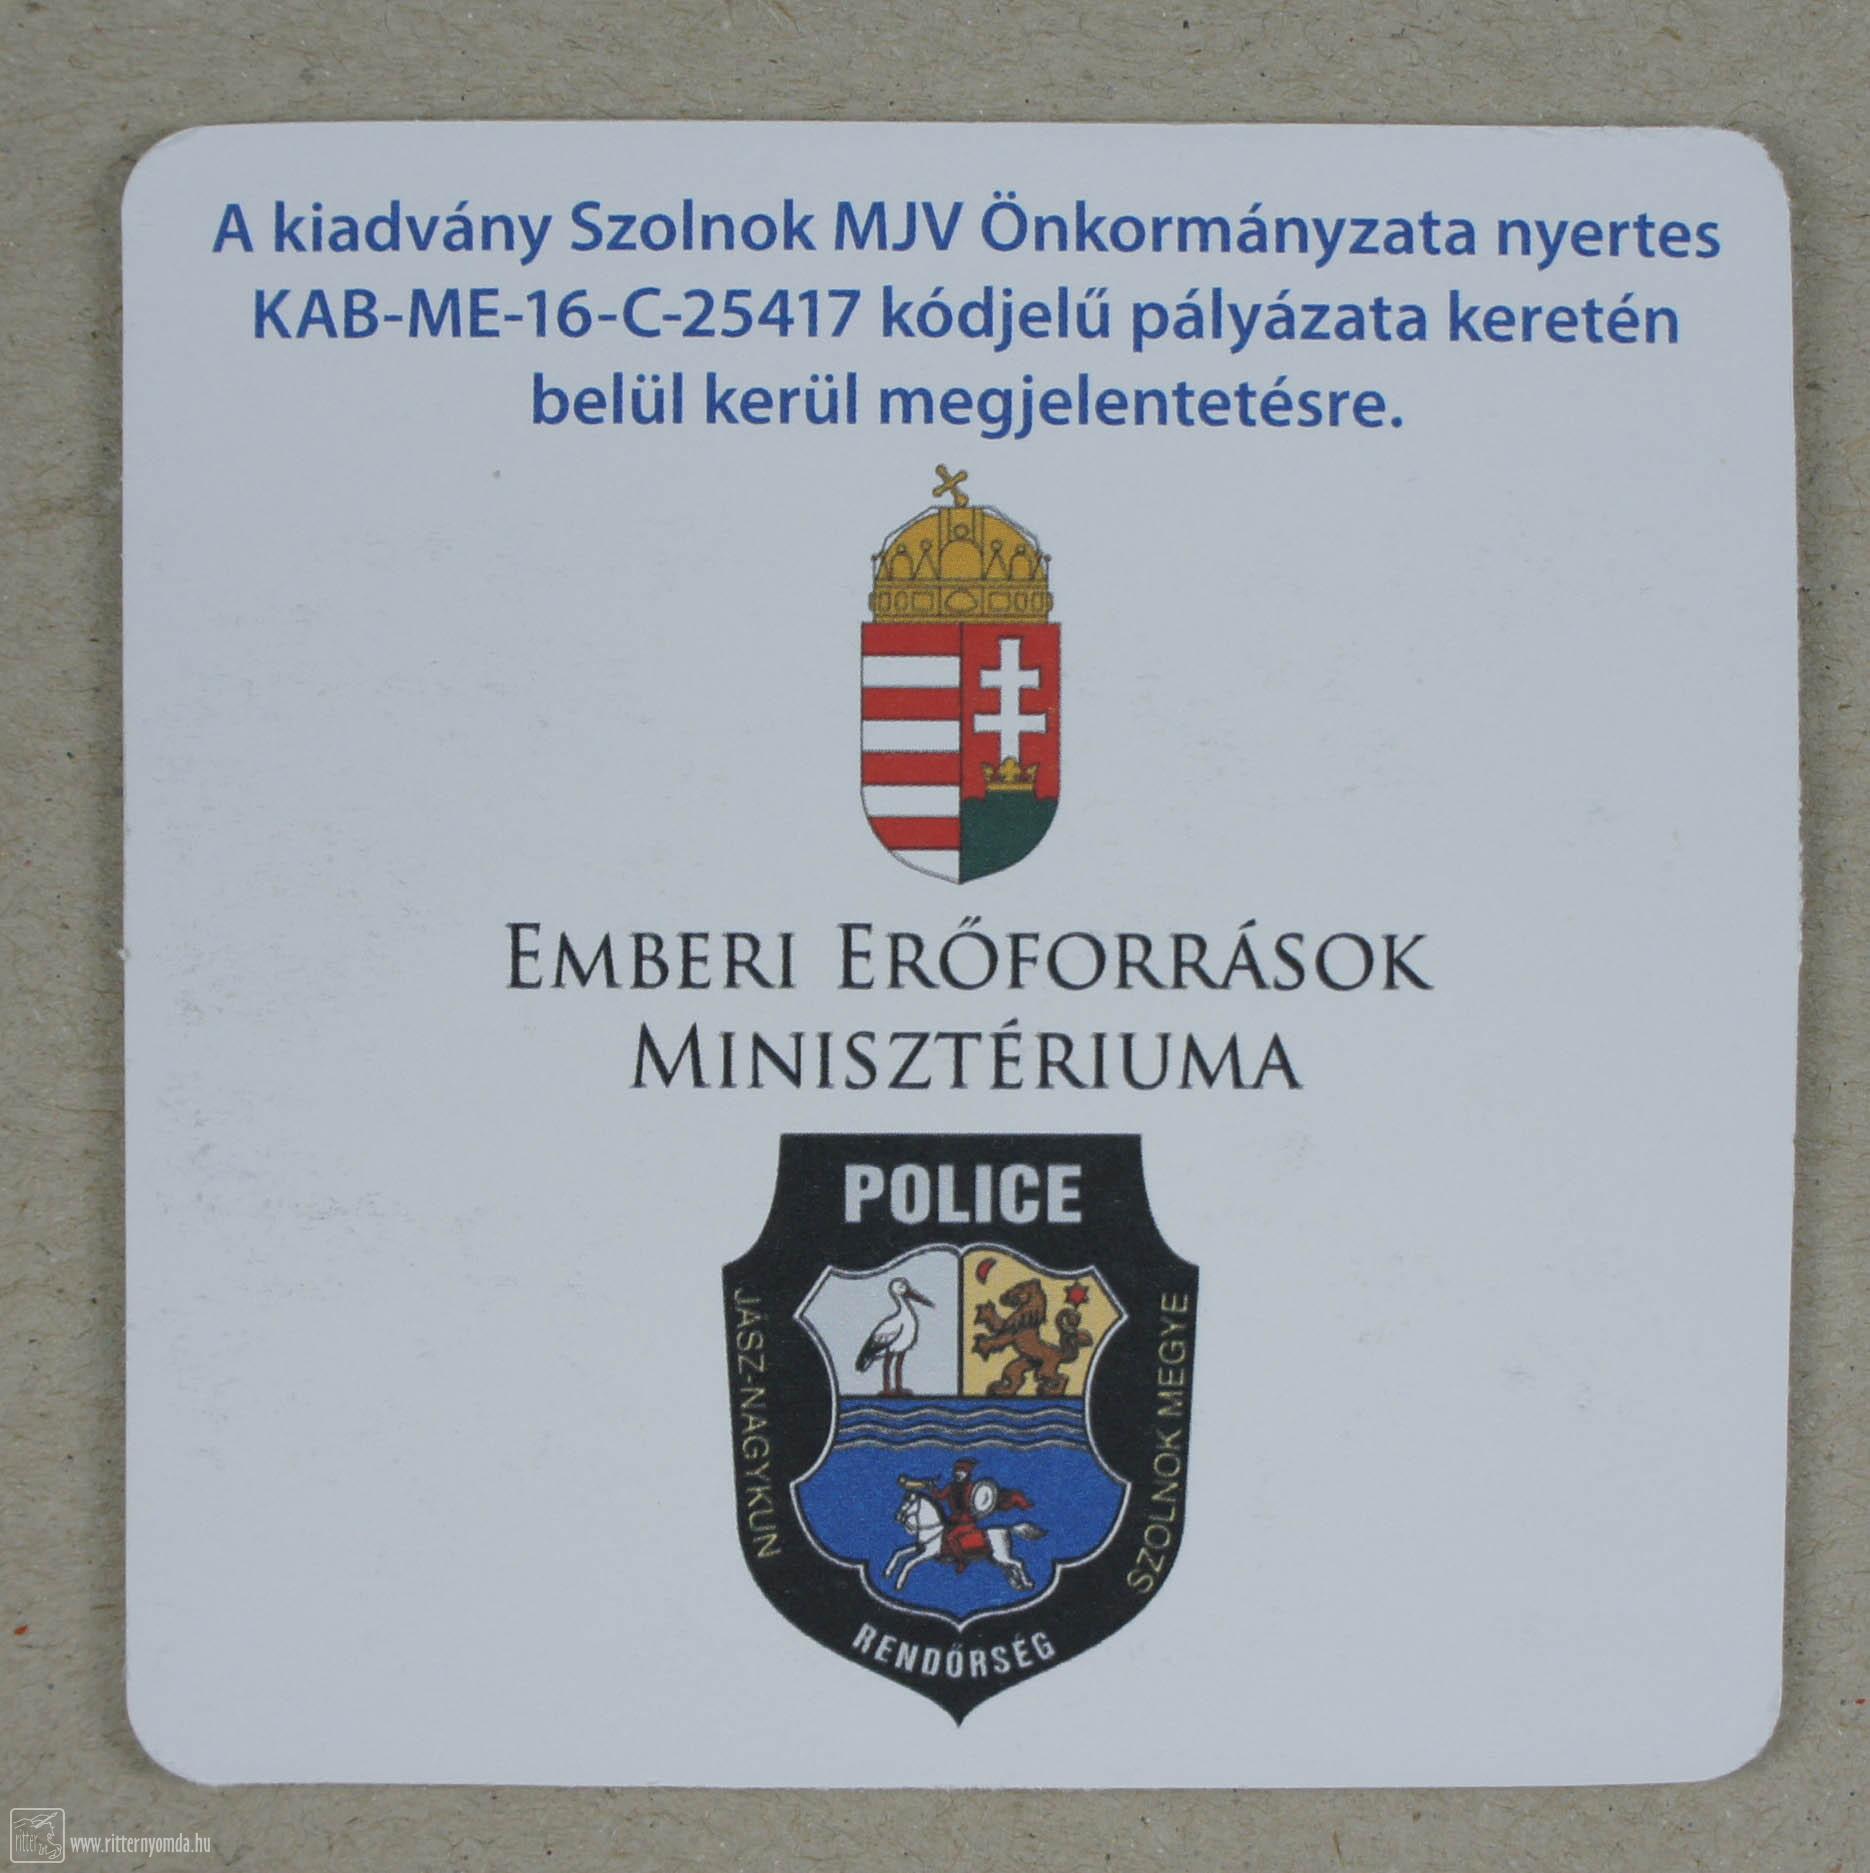 A kiadvány Szolnok MJV Önkormányzata nyertes
KAB-ME-16-C-25417 kódjelű pályázata keretén
belül kerül megjelentetésre.
EMBERI ERŐFORRÁSOK
MINISZTÉRIUMA
POLICE
JÁSZ-NAGYKUN
SZOLNOK MEGYE
RENDŐRSÉG
ritter
www.ritternyomda.hu